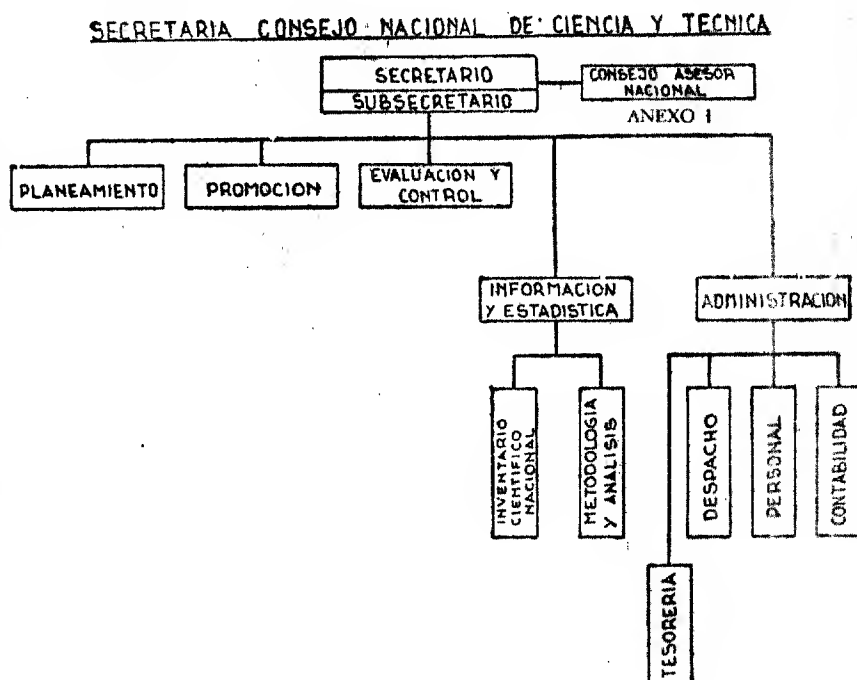 SECRETARIA CONSEJO NACIONAL DE CIENCIA Y TECNICA
SECRETARIO
SUBSECRETARIO
CONSEJO ASESOR
NACIONAL
ANEXO 1
PLANEAMIENTO
PROMOCION
EVALUACION Y
CONTROL
INFORMACION
Y ESTADISTICA
ADMINISTRACION
INVENTARIO
CIENTIFICO
NACIONAL
METODOLOGIA
Y ANALISIS
DESPACHO
PERSONAL
CONTABILIDAD
TESORERIA